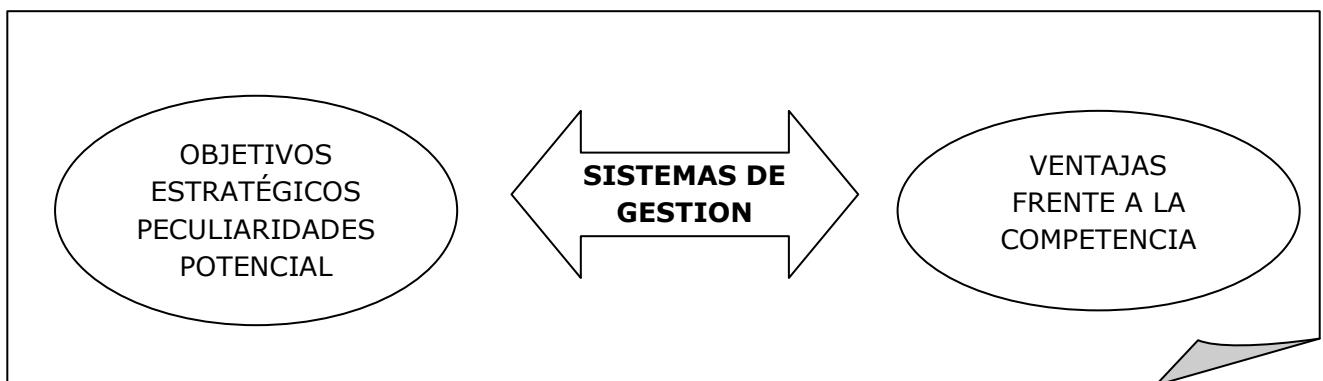 OBJETIVOS
ESTRATÉGICOS
PECULIARIDADES
POTENCIAL
SISTEMAS DE
GESTION
VENTAJAS
FRENTE A LA
COMPETENCIA